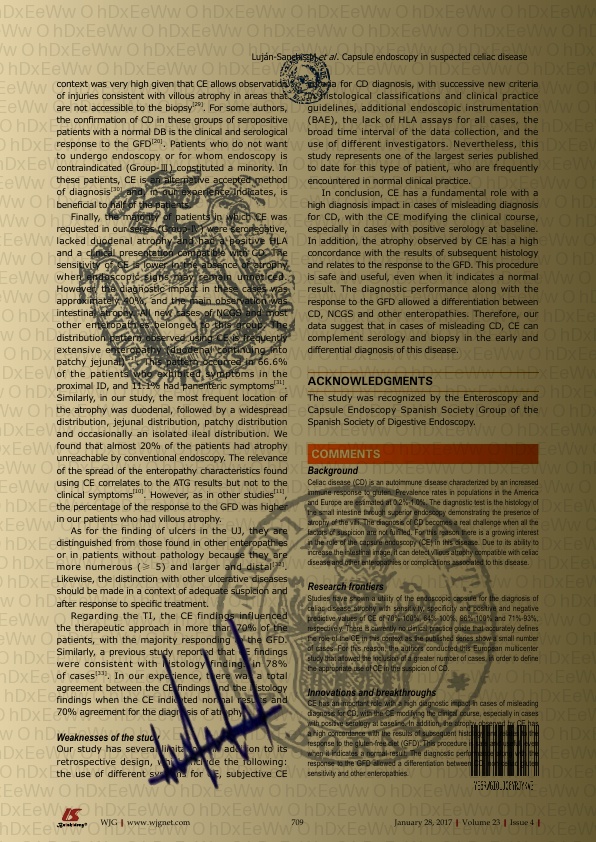 Luján-Sanchis M et al. Capsule endoscopy in suspected celiac disease
context was very high given that CE allows observation
of injuries consistent with villous atrophy in areas that
are not accessible to the biopsy[29]. For some authors,
the confirmation of CD in these groups of seropositive
patients with a normal DB is the clinical and serological
response to the GFD[29]. Patients who do not want
to undergo endoscopy or for whom endoscopy is
contraindicated (Group-Ⅰ) constituted a minority. In
these patients, CE is an alternative accepted method
of diagnosis[30] and, in our experience indicates, is
beneficial to half of the patients.
Finally, the majority of patients in which CE was
requested in our series (Group-Ⅳ) were seronegative,
lacked duodenal atrophy and had a positive HLA
and a clinical presentation compatible with CD. The
sensitivity of CE is lower in the absence of atrophy
when endoscopic signs may remain unnoticed.
However, the diagnostic impact in these cases was
approximately 40%, and the main observation was
intestinal atrophy. All new cases of NCGS and most
other enteropathies belonged to this group. The
distribution pattern observed using CE is frequently
extensive enteropathy (duodenal continuing into
patchy jejunal). This pattern occurred in 66.6%
of the patients who exhibited symptoms in the
proximal ID, and 11.1% had panenteric symptoms[31].
Similarly, in our study, the most frequent location of
the atrophy was duodenal, followed by a widespread
distribution, jejunal distribution, patchy distribution
and occasionally an isolated ileal distribution. We
found that almost 20% of the patients had atrophy
unreachable by conventional endoscopy. The relevance
of the spread of the enteropathy characteristics found
using CE correlates to the ATG results but not to the
clinical symptoms[10]. However, as in other studies[11],
the percentage of response to the GFD was higher
in our patients who had villous atrophy.
As for the finding of ulcers in the UJ, they are
distinguished from those found in other enteropathies
or in patients without pathology because they are
more numerous (≥ 5) and larger and distal[32].
Likewise, the distinction with other ulcerative diseases
should be made in a context of adequate suspicion and
after response to specific treatment.
Regarding the TI, the CE findings influenced
the therapeutic approach in more than 70% of the
patients, with the majority responding to the GFD.
Similarly, a previous study reported that CE findings
were consistent with histology findings in 78%
of cases[33]. In our experience, there was a total
agreement between the CE findings and the histology
findings when the CE indicated normal results and
70% agreement for the diagnosis of atrophy.
Weaknesses of the study
Our study has several limitations. In addition to its
retrospective design, which include the following:
the use of different systems for CE, subjective CE
criteria for CD diagnosis, with successive new criteria
in histological classifications and clinical practice
guidelines, additional endoscopic instrumentation
(BAE), the lack of HLA assays for all cases, the
broad time interval of the data collection, and the
use of different investigators. Nevertheless, this
study represents one of the largest series published
to date for this type of patient, who are frequently
encountered in normal clinical practice.
In conclusion, CE has a fundamental role with a
high diagnosis impact in cases of misleading diagnosis
for CD, with the CE modifying the clinical course,
especially in cases with positive serology at baseline.
In addition, the atrophy observed by CE has a high
concordance with the results of subsequent histology
and relates to the response to the GFD. This procedure
is safe and useful, even when it indicates a normal
result. The diagnostic performance along with the
response to the GFD allowed a differentiation between
CD, NCGS and other enteropathies. Therefore, our
data suggest that in cases of misleading CD, CE can
complement serology and biopsy in the early and
differential diagnosis of this disease.
ACKNOWLEDGMENTS
The study was recognized by the Enteroscopy and
Capsule Endoscopy Spanish Society Group of the
Spanish Society of Digestive Endoscopy.
COMMENTS
Background
Celiac disease (CD) is an autoimmune disease characterized by an increased
immune response to gluten. Prevalence rates in populations in the America
and Europe are estimated at 0.2%-1.0%. The diagnostic test is the histology of
the small intestine through superior endoscopy demonstrating the presence of
atrophy of the villi. The diagnosis of CD becomes a real challenge when all the
factors of suspicion are not fulfilled. For this reason there is a growing interest
in the role of the capsule endoscopy (CE) in this disease. Due to its ability to
increase the intestinal image, it can detect villous atrophy compatible with celiac
disease and other enteropathies or complications associated to this disease.
Research frontiers
Studies have shown a utility of the endoscopic capsule for the diagnosis of
celiac disease atrophy with sensitivity, specificity and positive and negative
predictive values of CE of 78%-100%, 64%-100%, 86%-100% and 71%-93%,
respectively. There is currently no clinical practice guide that accurately defines
the role of the CE in this context as the published series show a small number
of cases. For this reason, the authors conducted this European multicenter
study that allowed the inclusion of a greater number of cases, in order to define
the appropriate use of CE in the suspicion of CD.
Innovations and breakthroughs
CE has an important role with a high diagnostic impact in cases of misleading
diagnosis for CD, with the CE modifying the clinical course, especially in cases
with positive serology at baseline. In addition, the atrophy observed by CE has
a high concordance with the results of subsequent histology and relates to the
response to the gluten-free diet (GFD). This procedure is safe and useful, even
when it indicates a normal result. The diagnostic performance along with the
response to the GFD allowed a differentiation between CD, non-celiac gluten
sensitivity and other enteropathies.
Baishideng®
WJG | www.wjgnet.com
709
January 28, 2017 | Volume 23 | Issue 4 |